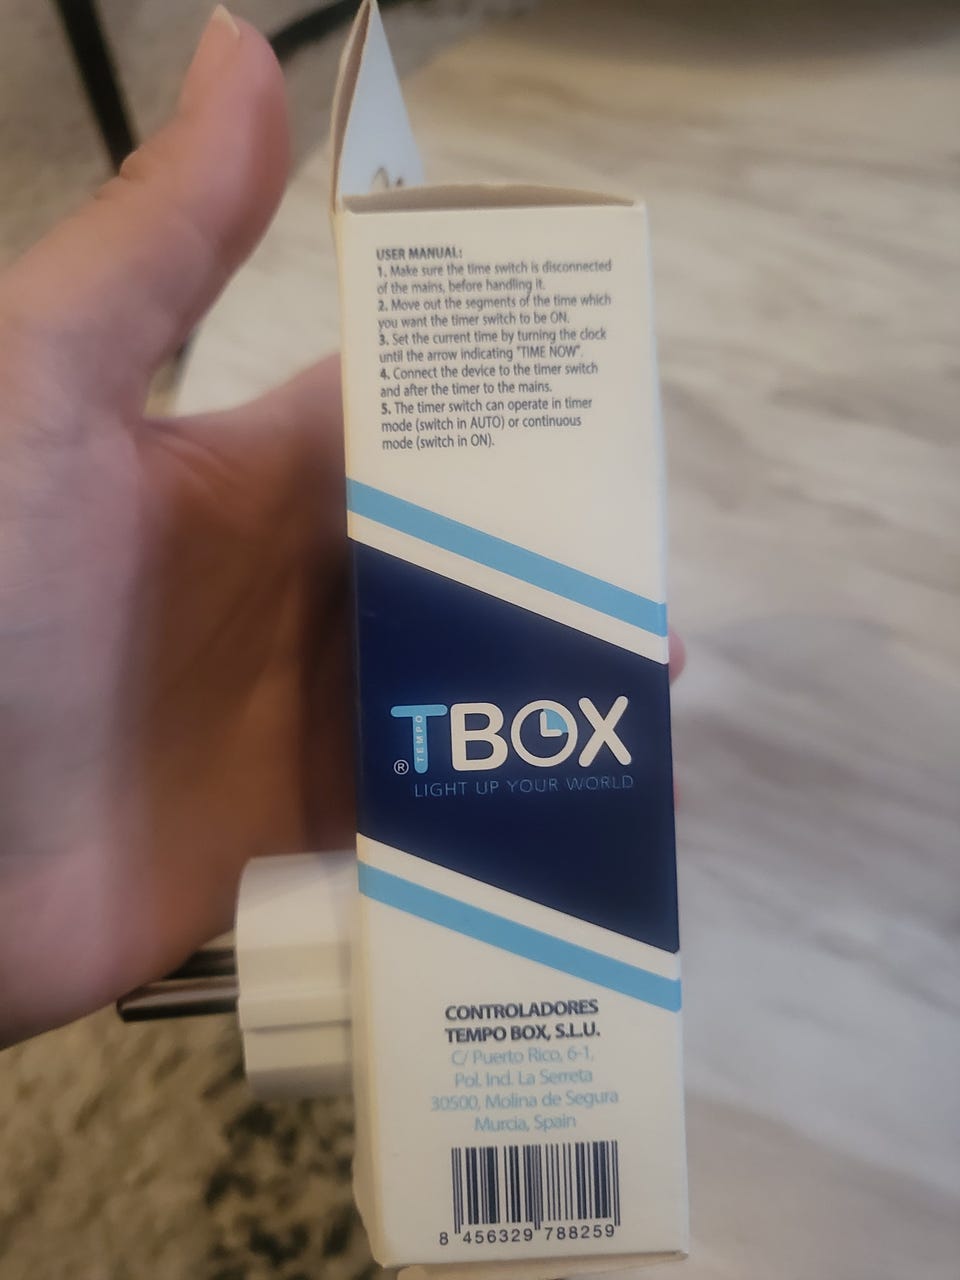 USER MANUAL:
1. Make sure the time switch is disconnected
of the mains, before handling it.
2. Move out the segments of the time which
you want the timer switch to be ON.
3. Set the current time by turning the clock
until the arrow indicating "TIME NOW".
4. Connect the device to the timer switch
and after the timer to the mains.
5. The timer switch can operate in timer
mode (switch in AUTO) or continuous
mode (switch in ON).
TBOX
TEMPO
®
LIGHT UP YOUR WORLD
CONTROLADORES
TEMPO BOX, S.L.U.
C/ Puerto Rico, 6-1,
Pol. Ind. La Serreta
30500, Molina de Segura
Murcia, Spain
8 456329 788259